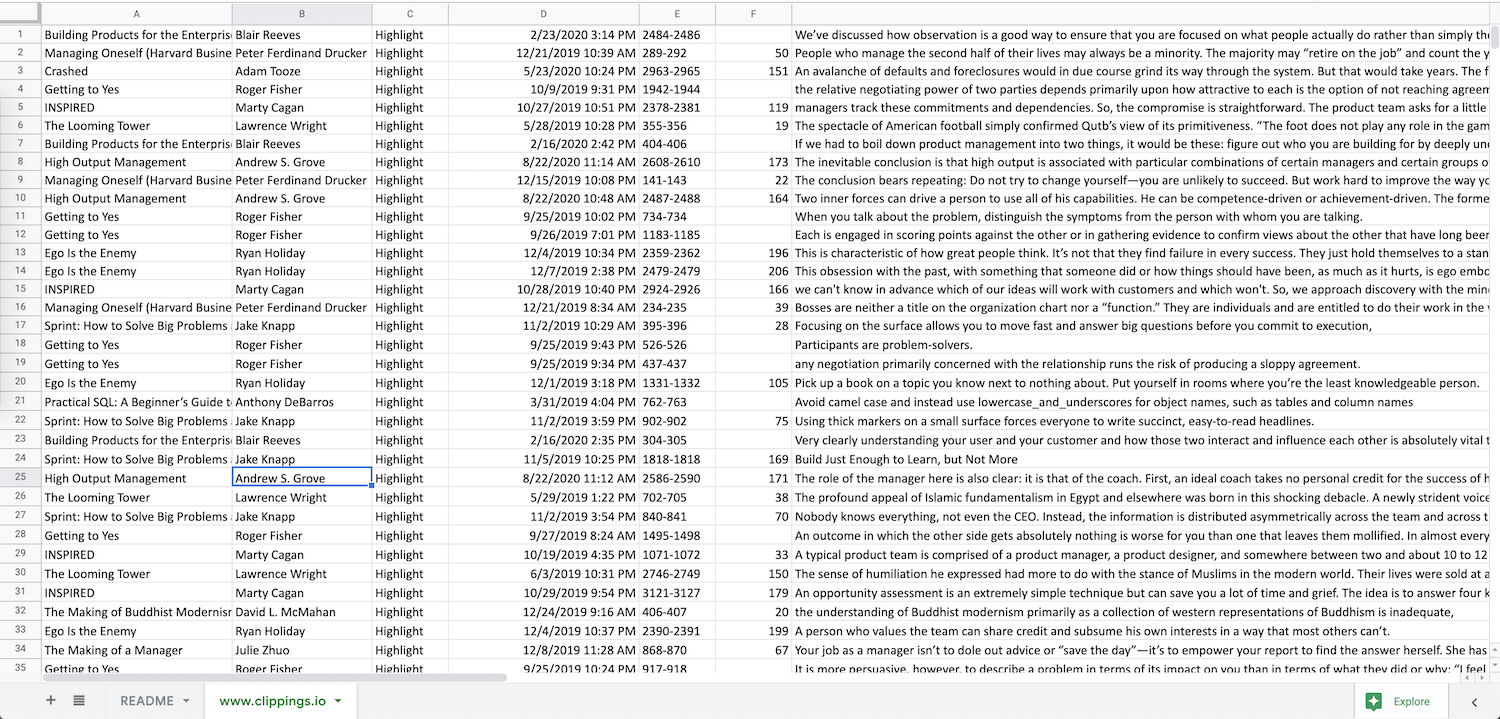 A B C D E F
1 Building Products for the Enterpris Blair Reeves Highlight 2/23/2020 3:14 PM 2484-2486 We’ve discussed how observation is a good way to ensure that you are focused on what people actually do rather than simply the
2 Managing Oneself (Harvard Busine Peter Ferdinand Drucker Highlight 12/21/2019 10:39 AM 289-292 50 People who manage the second half of their lives may always be a minority. The majority may “retire on the job” and count the y
3 Crashed Adam Tooze Highlight 5/23/2020 10:24 PM 2963-2965 151 An avalanche of defaults and foreclosures would in due course grind its way through the system. But that would take years. The f
4 Getting to Yes Roger Fisher Highlight 10/9/2019 9:31 PM 1942-1944 the relative negotiating power of two parties depends primarily upon how attractive to each is the option of not reaching agreem
5 INSPIRED Marty Cagan Highlight 10/27/2019 10:51 PM 2378-2381 119 managers track these commitments and dependencies. So, the compromise is straightforward. The product team asks for a little
6 The Looming Tower Lawrence Wright Highlight 5/28/2019 10:28 PM 355-356 19 The spectacle of American football simply confirmed Qutb’s view of its primitiveness. “The foot does not play any role in the gam
7 Building Products for the Enterpris Blair Reeves Highlight 2/16/2020 2:42 PM 404-406 If we had to boil down product management into two things, it would be these: figure out who you are building for by deeply und
8 High Output Management Andrew S. Grove Highlight 8/22/2020 11:14 AM 2608-2610 173 The inevitable conclusion is that high output is associated with particular combinations of certain managers and certain groups o
9 Managing Oneself (Harvard Busine Peter Ferdinand Drucker Highlight 12/15/2019 10:08 PM 141-143 22 The conclusion bears repeating: Do not try to change yourself—you are unlikely to succeed. But work hard to improve the way yo
10 High Output Management Andrew S. Grove Highlight 8/22/2020 10:48 AM 2487-2488 164 Two inner forces can drive a person to use all of his capabilities. He can be competence-driven or achievement-driven. The forme
11 Getting to Yes Roger Fisher Highlight 9/25/2019 10:02 PM 734-734 When you talk about the problem, distinguish the symptoms from the person with whom you are talking.
12 Getting to Yes Roger Fisher Highlight 9/26/2019 7:01 PM 1183-1185 Each is engaged in scoring points against the other or in gathering evidence to confirm views about the other that have long been
13 Ego Is the Enemy Ryan Holiday Highlight 12/4/2019 10:34 PM 2359-2362 196 This is characteristic of how great people think. It’s not that they find failure in every success. They just hold themselves to a stan
14 Ego Is the Enemy Ryan Holiday Highlight 12/7/2019 2:38 PM 2479-2479 206 This obsession with the past, with something that someone did or how things should have been, as much as it hurts, is ego embo
15 INSPIRED Marty Cagan Highlight 10/28/2019 10:40 PM 2924-2926 166 we can't know in advance which of our ideas will work with customers and which won't. So, we approach discovery with the min
16 Managing Oneself (Harvard Busine Peter Ferdinand Drucker Highlight 12/21/2019 8:34 AM 234-235 39 Bosses are neither a title on the organization chart nor a “function.” They are individuals and are entitled to do their work in the
17 Sprint: How to Solve Big Problems Jake Knapp Highlight 11/2/2019 10:29 AM 395-396 28 Focusing on the surface allows you to move fast and answer big questions before you commit to execution,
18 Getting to Yes Roger Fisher Highlight 9/25/2019 9:43 PM 526-526 Participants are problem-solvers.
19 Getting to Yes Roger Fisher Highlight 9/25/2019 9:34 PM 437-437 any negotiation primarily concerned with the relationship runs the risk of producing a sloppy agreement.
20 Ego Is the Enemy Ryan Holiday Highlight 12/1/2019 3:18 PM 1331-1332 105 Pick up a book on a topic you know next to nothing about. Put yourself in rooms where you’re the least knowledgeable person.
21 Practical SQL: A Beginner’s Guide t Anthony DeBarros Highlight 3/31/2019 4:04 PM 762-763 Avoid camel case and instead use lowercase_and_underscores for object names, such as tables and column names
22 Sprint: How to Solve Big Problems Jake Knapp Highlight 11/2/2019 3:59 PM 902-902 75 Using thick markers on a small surface forces everyone to write succinct, easy-to-read headlines.
23 Building Products for the Enterpris Blair Reeves Highlight 2/16/2020 2:35 PM 304-305 Very clearly understanding your user and your customer and how those two interact and influence each other is absolutely vital t
24 Sprint: How to Solve Big Problems Jake Knapp Highlight 11/5/2019 10:25 PM 1818-1818 169 Build Just Enough to Learn, but Not More
25 High Output Management Andrew S. Grove Highlight 8/22/2020 11:12 AM 2586-2590 171 The role of the manager here is also clear: it is that of the coach. First, an ideal coach takes no personal credit for the success of h
26 The Looming Tower Lawrence Wright Highlight 5/29/2019 1:22 PM 702-705 38 The profound appeal of Islamic fundamentalism in Egypt and elsewhere was born in this shocking debacle. A newly strident voice
27 Sprint: How to Solve Big Problems Jake Knapp Highlight 11/2/2019 3:54 PM 840-841 70 Nobody knows everything, not even the CEO. Instead, the information is distributed asymmetrically across the team and across t
28 Getting to Yes Roger Fisher Highlight 9/27/2019 8:24 AM 1495-1498 An outcome in which the other side gets absolutely nothing is worse for you than one that leaves them mollified. In almost every
29 INSPIRED Marty Cagan Highlight 10/19/2019 4:35 PM 1071-1072 33 A typical product team is comprised of a product manager, a product designer, and somewhere between two and about 10 to 12
30 The Looming Tower Lawrence Wright Highlight 6/3/2019 10:31 PM 2746-2749 150 The sense of humiliation he expressed had more to do with the stance of Muslims in the modern world. Their lives were sold at a
31 INSPIRED Marty Cagan Highlight 10/29/2019 9:54 PM 3121-3127 179 An opportunity assessment is an extremely simple technique but can save you a lot of time and grief. The idea is to answer four k
32 The Making of Buddhist Modernisr David L. McMahan Highlight 12/24/2019 9:16 AM 406-407 20 the understanding of Buddhist modernism primarily as a collection of western representations of Buddhism is inadequate,
33 Ego Is the Enemy Ryan Holiday Highlight 12/4/2019 10:37 PM 2390-2391 199 A person who values the team can share credit and subsume his own interests in a way that most others can’t.
34 The Making of a Manager Julie Zhuo Highlight 12/8/2019 11:28 AM 868-870 67 Your job as a manager isn’t to dole out advice or “save the day”—it’s to empower your report to find the answer herself. She has
35 Getting to Yes Roger Fisher Highlight 9/25/2019 10:24 PM 917-918 It is more persuasive, however, to describe a problem in terms of its impact on you than in terms of what they did or why: “I feel
README www.clippings.io Explore